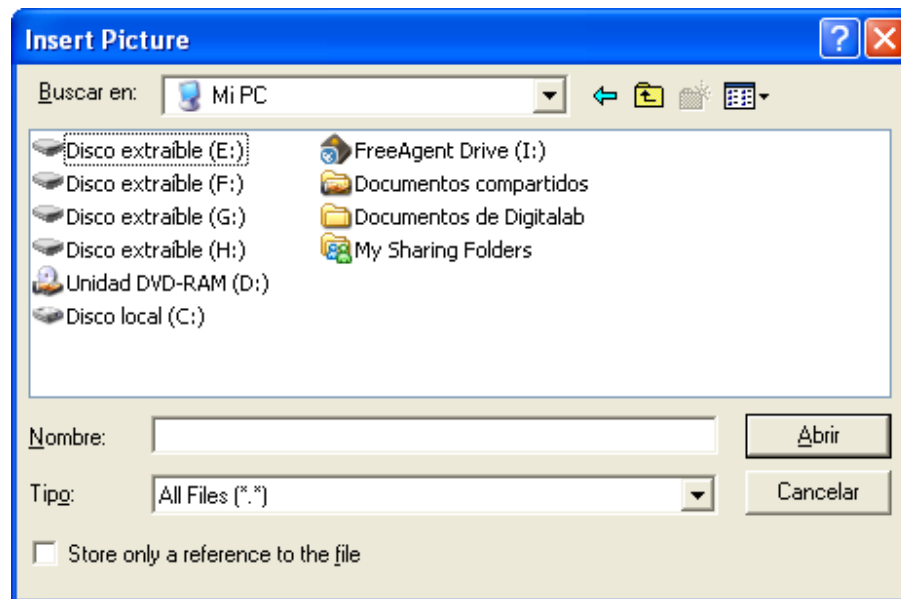 Insert Picture
Buscar en: Mi PC
Disco extraíble (E:)
Disco extraíble (F:)
Disco extraíble (G:)
Disco extraíble (H:)
Unidad DVD-RAM (D:)
Disco local (C:)
FreeAgent Drive (I:)
Documentos compartidos
Documentos de Digitalab
My Sharing Folders
Nombre:
Abrir
Tipo: All Files (*.*)
Cancelar
Store only a reference to the file